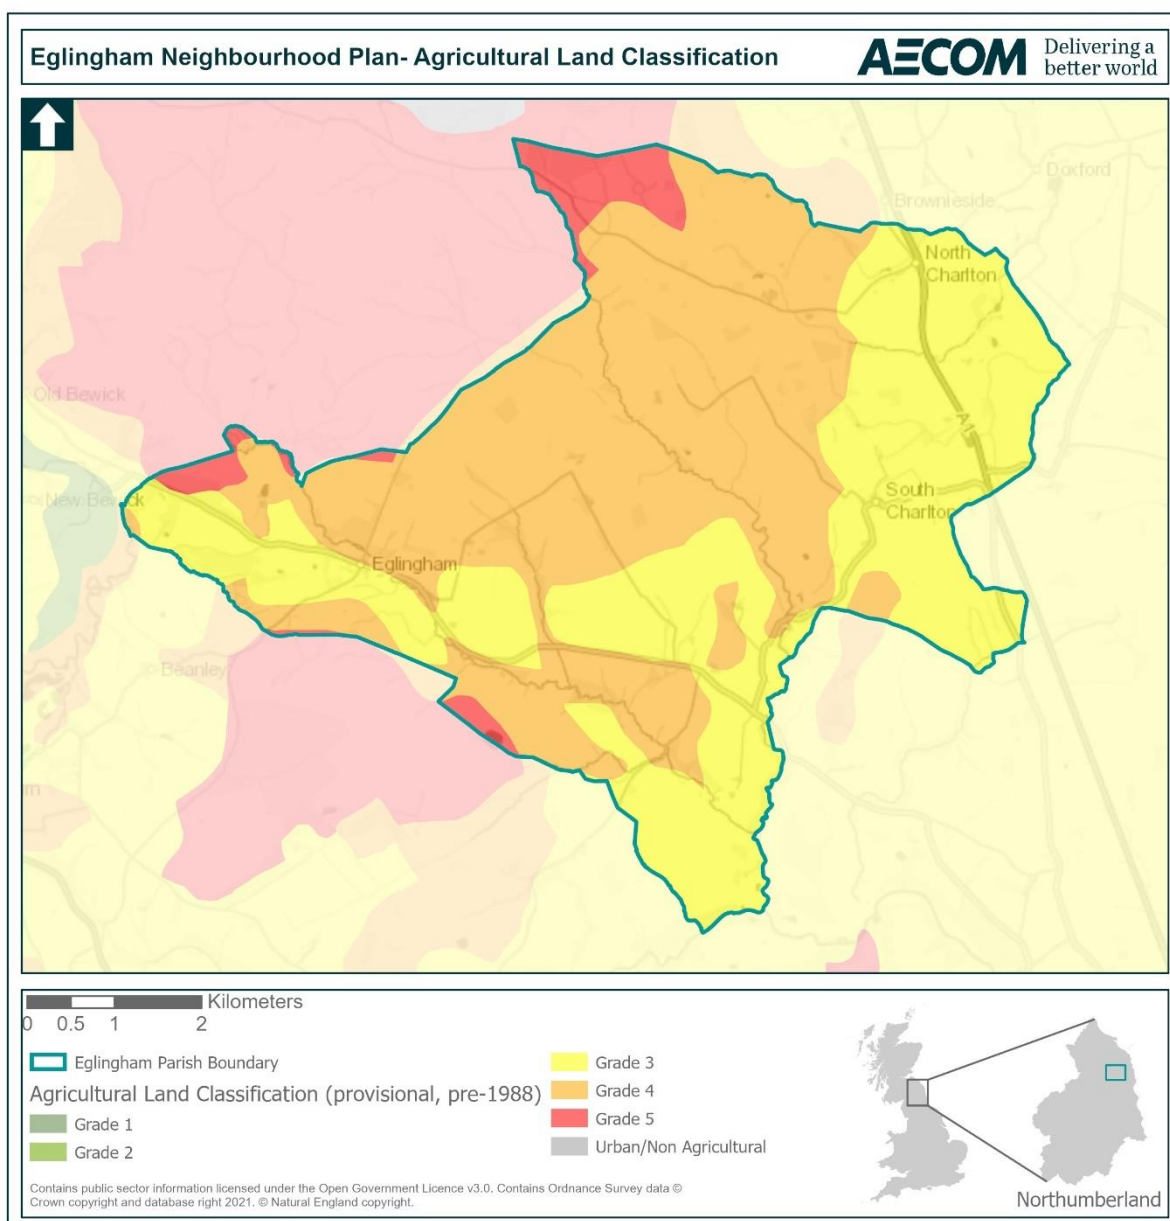 Eglingham Neighbourhood Plan- Agricultural Land Classification
AECOM
Delivering a
better world
Doxford
Brownieside
North
Charlton
Old Bewick
A1
New Bewick
South
Charlton
Eglingham
Beanley
Kilometers
0 0.5 1 2
Eglingham Parish Boundary
Agricultural Land Classification (provisional, pre-1988)
Grade 1
Grade 2
Grade 3
Grade 4
Grade 5
Urban/Non Agricultural
Northumberland
Contains public sector information licensed under the Open Government Licence v3.0. Contains Ordnance Survey data ©
Crown copyright and database right 2021. © Natural England copyright.